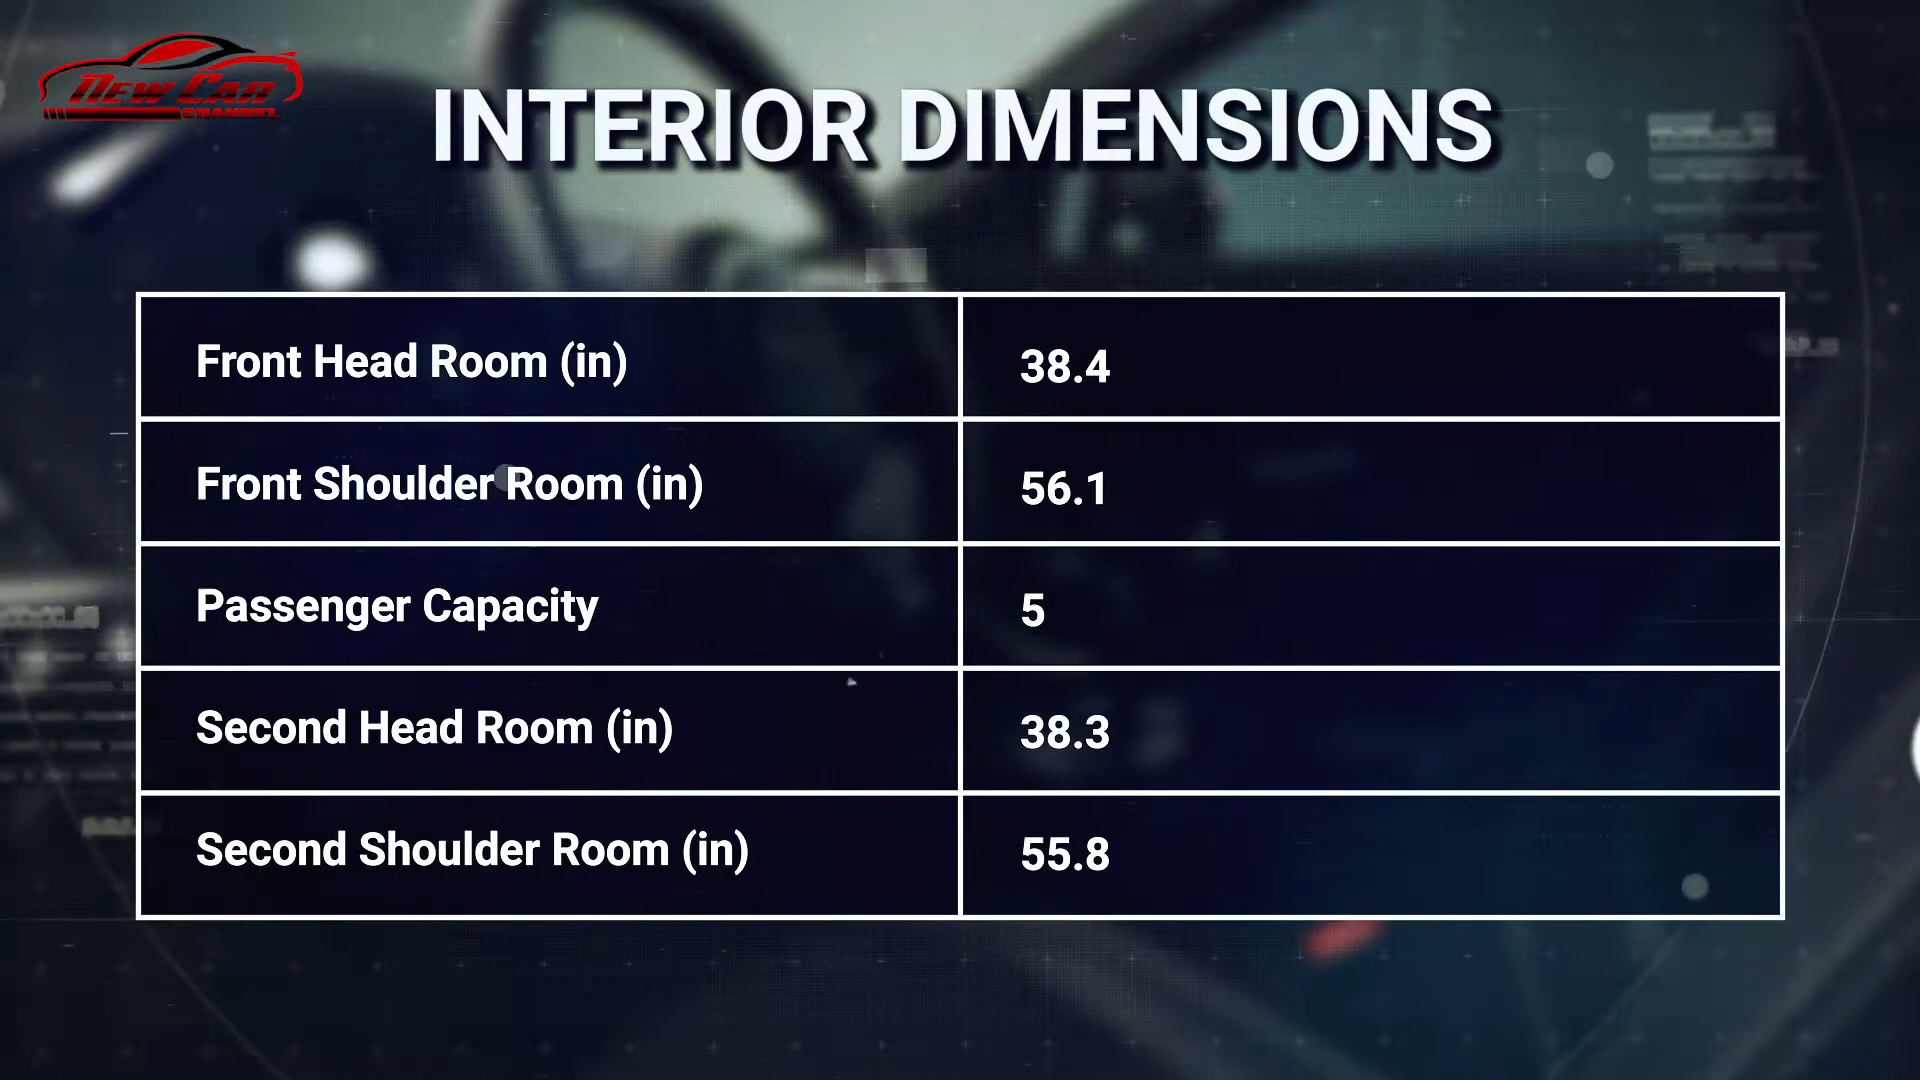 New Car
CHANNEL
INTERIOR DIMENSIONS
Front Head Room (in) 38.4
Front Shoulder Room (in) 56.1
Passenger Capacity 5
Second Head Room (in) 38.3
Second Shoulder Room (in) 55.8